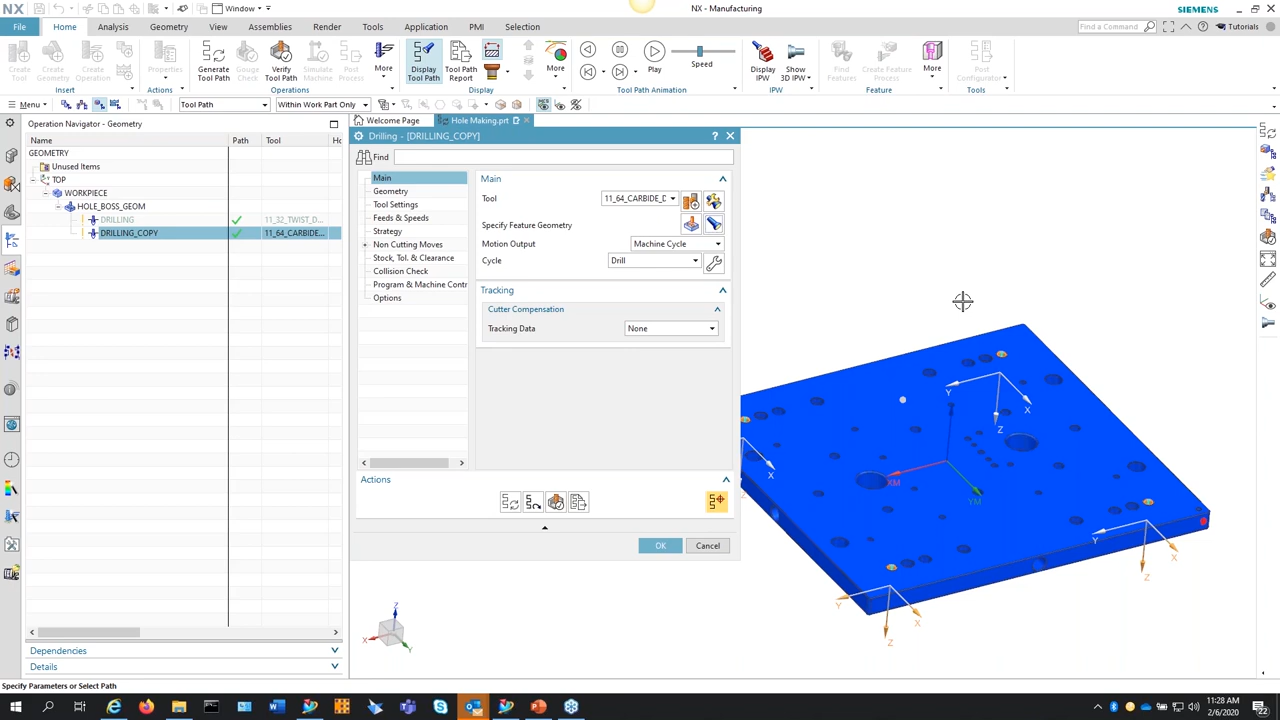 NX
Window
NX - Manufacturing
SIEMENS
File
Home
Analysis
Geometry
View
Assemblies
Render
Tools
Application
PMI
Selection
Find a Command
Tutorials
Create Tool
Create Geometry
Create Operation
Properties
Generate Tool Path
Gouge Check
Verify Tool Path
Simulate Machine
Post Process
More
Display Tool Path
Tool Path Report
More
Play
Speed
Display IPW
Show 3D IPW
Find Features
Create Feature Process
More
Post Configurator
Insert
Actions
Operations
Display
Tool Path Animation
IPW
Feature
Tools
Menu
Tool Path
Within Work Part Only
Operation Navigator - Geometry
Welcome Page
Hole Making.prt
Name
Path
Tool
GEOMETRY
Unused Items
TOP
WORKPIECE
HOLE_BOSS_GEOM
DRILLING
11_32_TWIST_D...
DRILLING_COPY
11_64_CARBIDE...
Drilling - [DRILLING_COPY]
Find
Main
Geometry
Tool Settings
Feeds & Speeds
Strategy
Non Cutting Moves
Stock, Tol. & Clearance
Collision Check
Program & Machine Contr
Options
Main
Tool
11_64_CARBIDE_D
Specify Feature Geometry
Motion Output
Machine Cycle
Cycle
Drill
Tracking
Cutter Compensation
Tracking Data
None
Actions
OK
Cancel
Y
X
Z
X
XM
YM
Y
X
Z
Y
X
Z
Z
X
Y
Dependencies
Details
Specify Parameters or Select Path
11:28 AM
2/6/2020
22